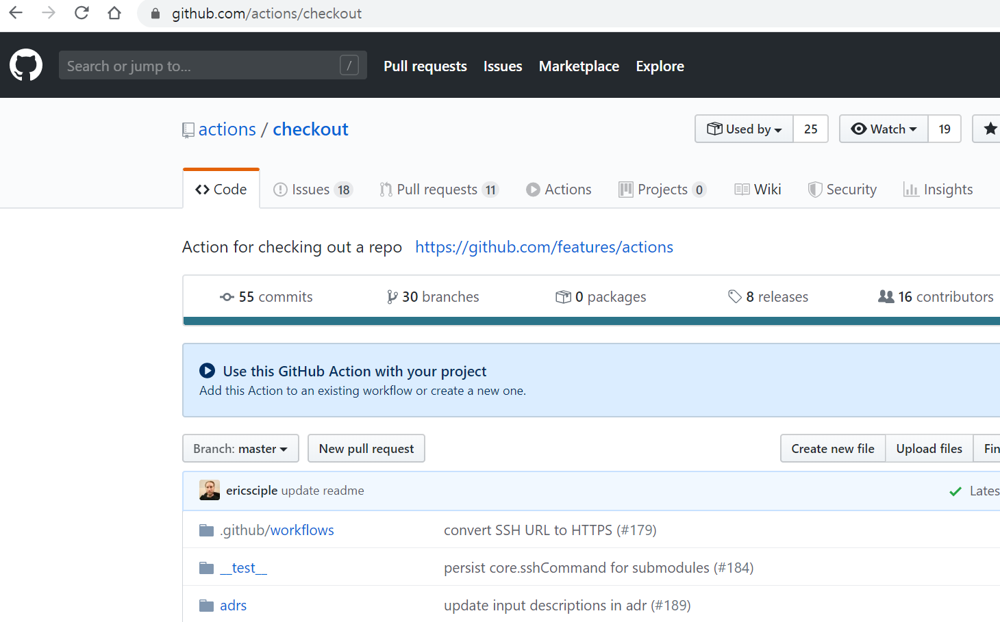 github.com/actions/checkout
Search or jump to... / Pull requests Issues Marketplace Explore
actions / checkout Used by 25 Watch 19
Code Issues 18 Pull requests 11 Actions Projects 0 Wiki Security Insights
Action for checking out a repo https://github.com/features/actions
55 commits 30 branches 0 packages 8 releases 16 contributors
Use this GitHub Action with your project
Add this Action to an existing workflow or create a new one.
Branch: master New pull request Create new file Upload files
ericsciple update readme
.github/workflows convert SSH URL to HTTPS (#179)
__test__ persist core.sshCommand for submodules (#184)
adrs update input descriptions in adr (#189)